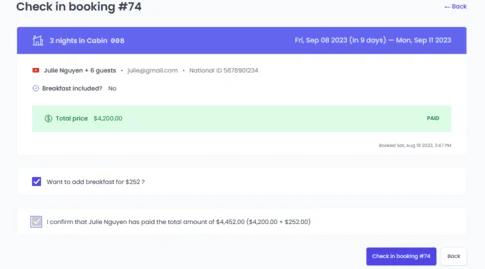 Check in booking #74
← Back
3 nights in Cabin 008
Fri, Sep 08 2023 (in 9 days) — Mon, Sep 11 2023
Julie Nguyen + 6 guests • julie@gmail.com • National ID 5678901234
Breakfast included? No
Total price $4,200.00
PAID
Booked Sat, Aug 19 2023, 3:47 PM
Want to add breakfast for $252 ?
I confirm that Julie Nguyen has paid the total amount of $4,452.00 ($4,200.00 + $252.00)
Check in booking #74
Back